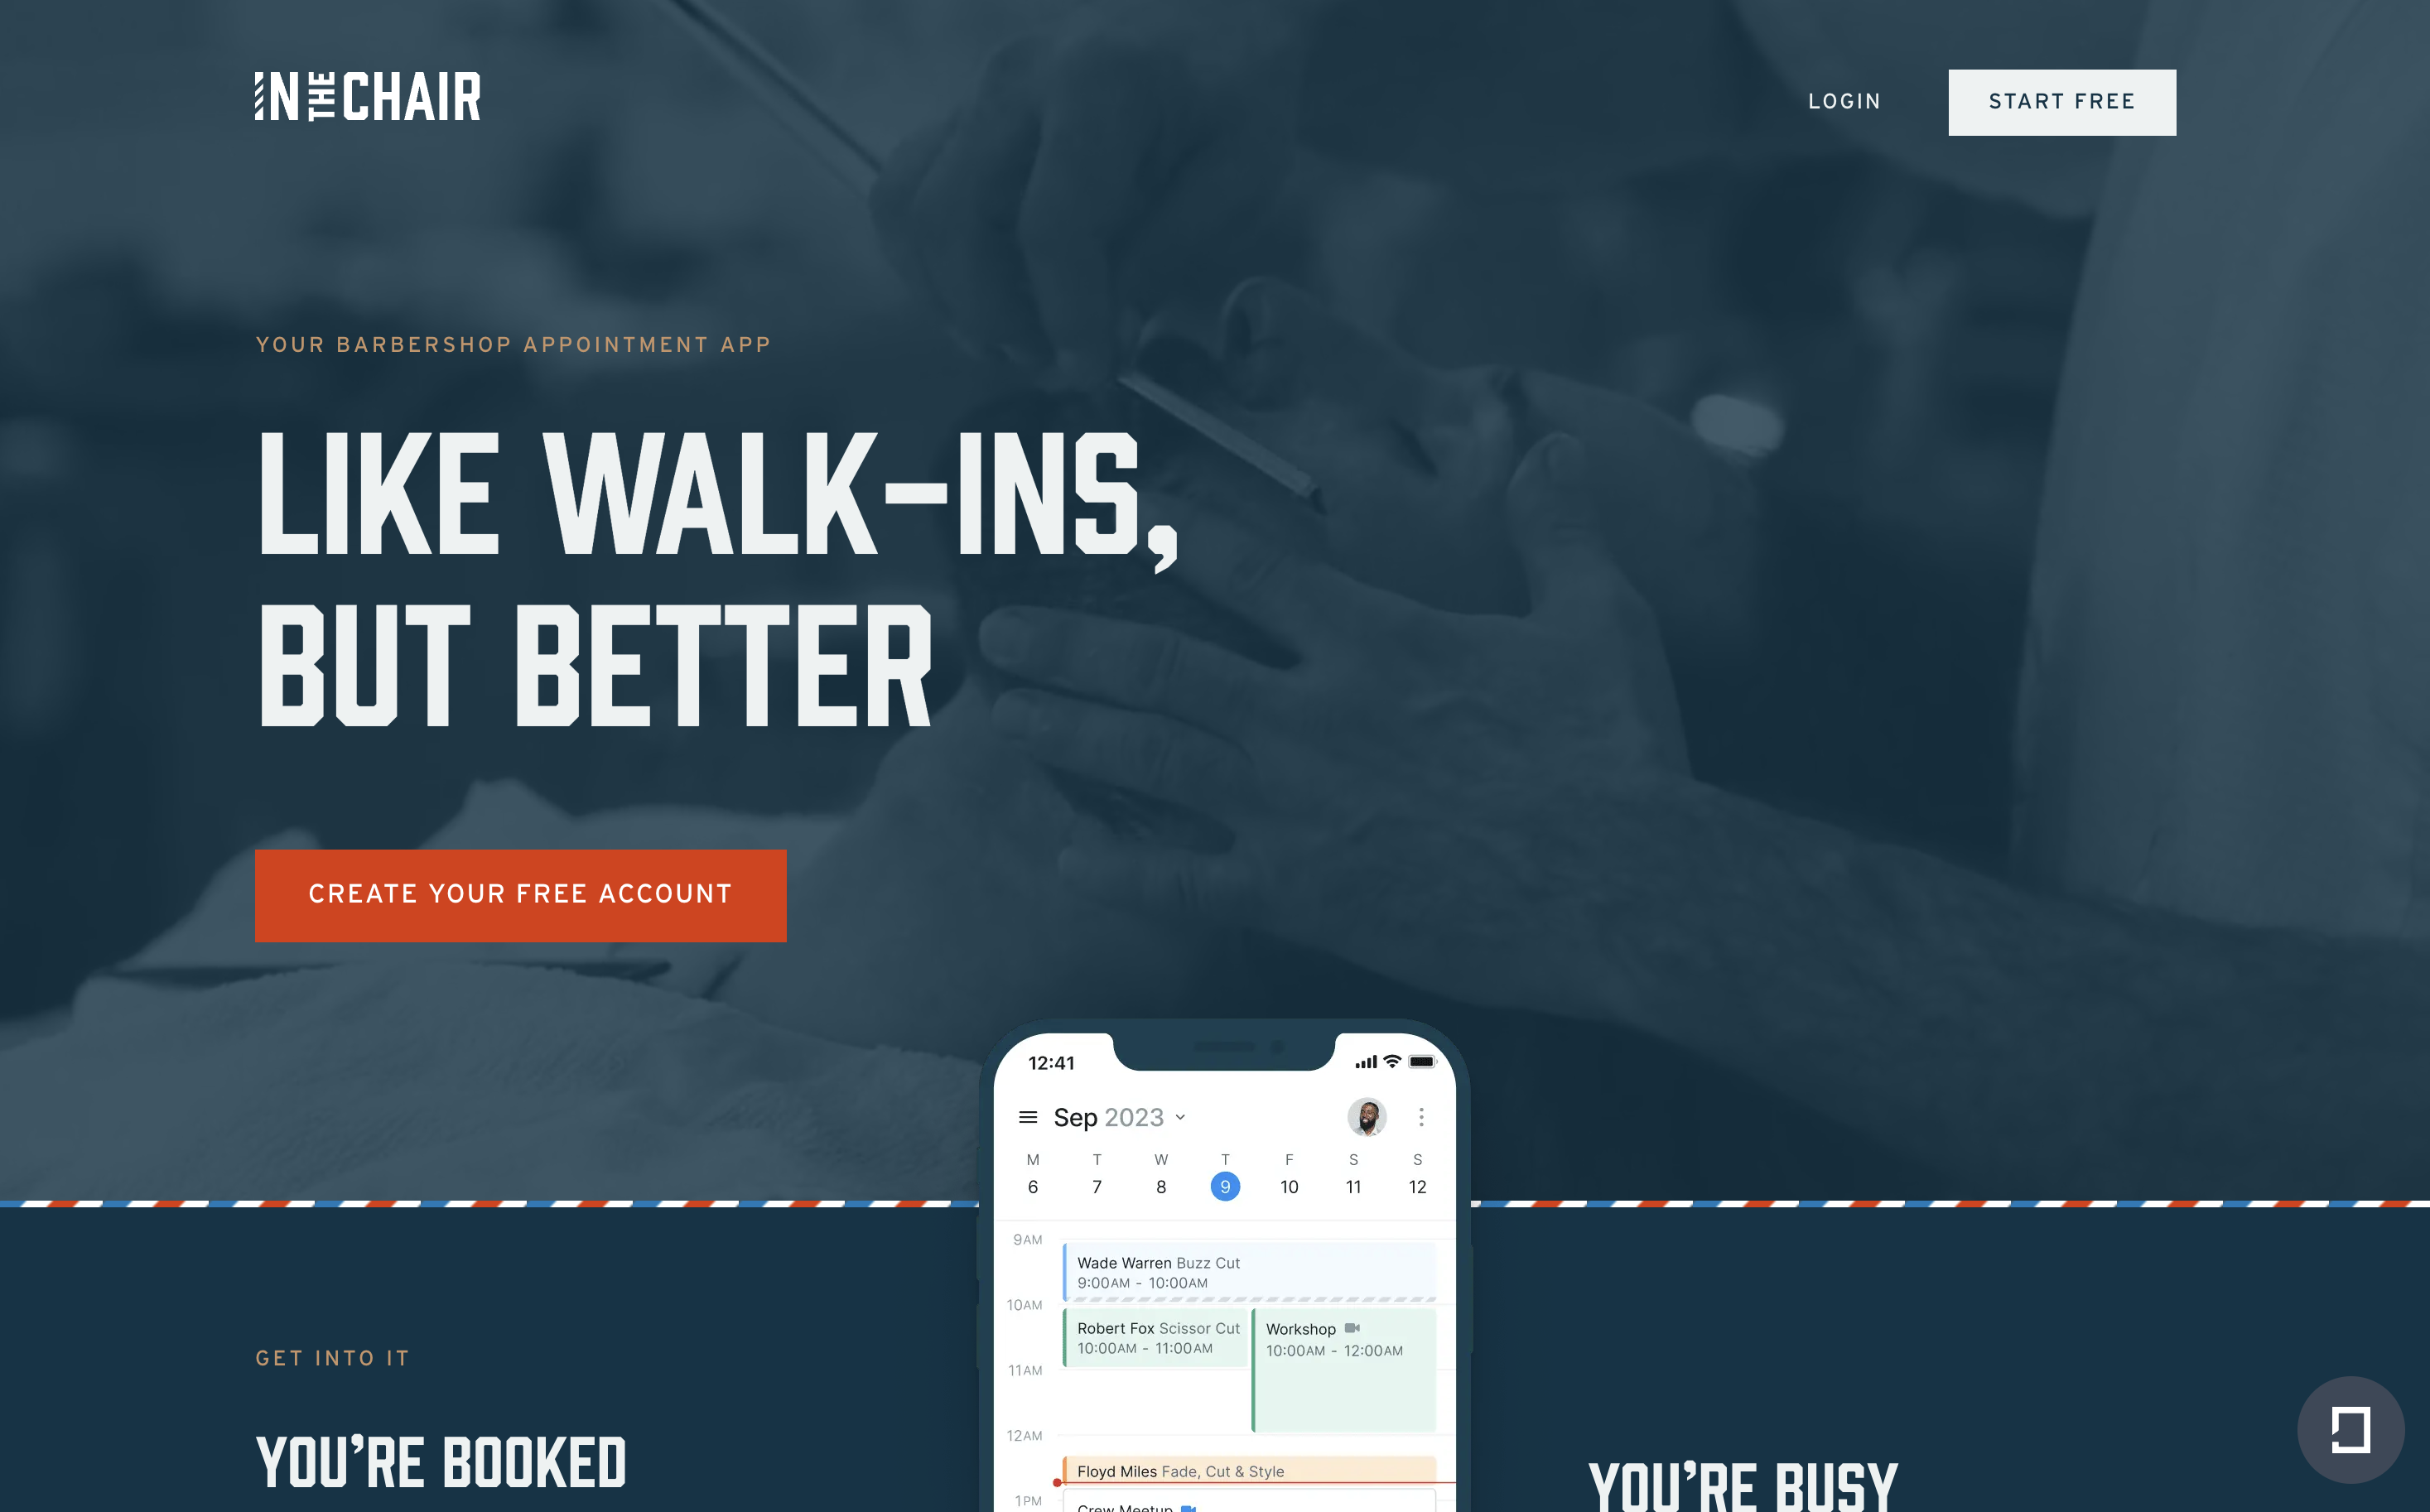 IN THE CHAIR
LOGIN
START FREE
YOUR BARBERSHOP APPOINTMENT APP
LIKE WALK-INS,
BUT BETTER
CREATE YOUR FREE ACCOUNT
12:41
Sep 2023
M T W T F S S
6 7 8 9 10 11 12
9AM
Wade Warren Buzz Cut
9:00AM - 10:00AM
10AM
Robert Fox Scissor Cut
10:00AM - 11:00AM
Workshop
10:00AM - 12:00AM
11AM
12AM
Floyd Miles Fade, Cut & Style
1PM
Crew Meetup
GET INTO IT
YOU’RE BOOKED
YOU’RE BUSY